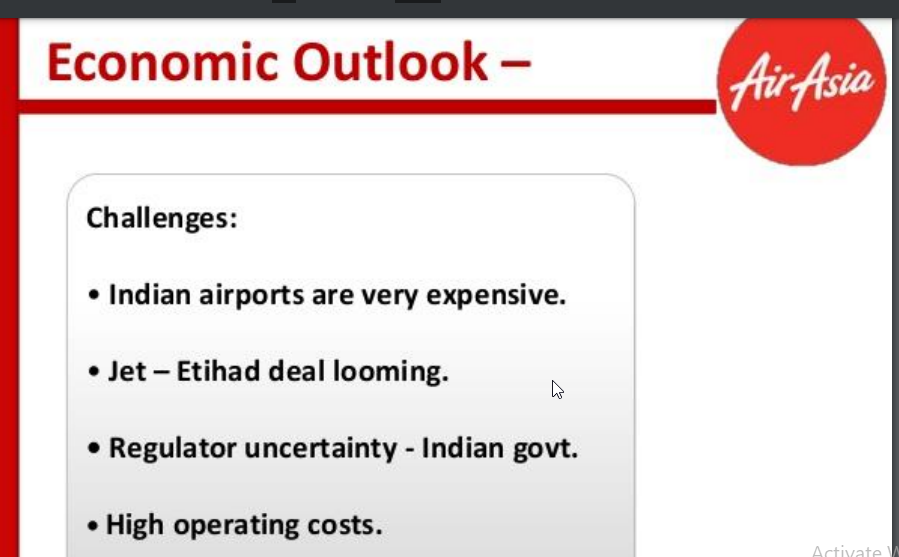 Economic Outlook –
AirAsia
Challenges:
• Indian airports are very expensive.
• Jet – Etihad deal looming.
• Regulator uncertainty - Indian govt.
• High operating costs.
Activate